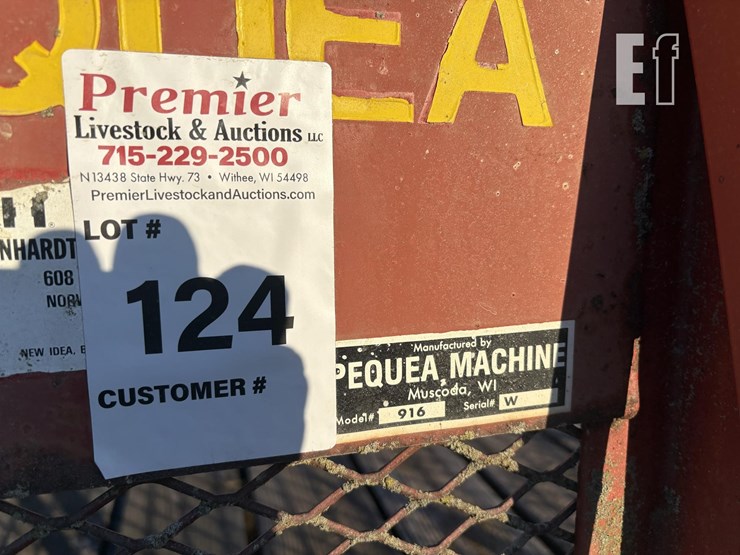 PEQUEA
Ef
Premier
Livestock & Auctions LLC
715-229-2500
N13438 State Hwy. 73 • Withee, WI 54498
PremierLivestockandAuctions.com
LOT #
124
CUSTOMER #
NHARDT
608
NEW IDEA,
Manufactured by
PEQUEA MACHINE
Muscoda, WI
Model# 916 Serial# W